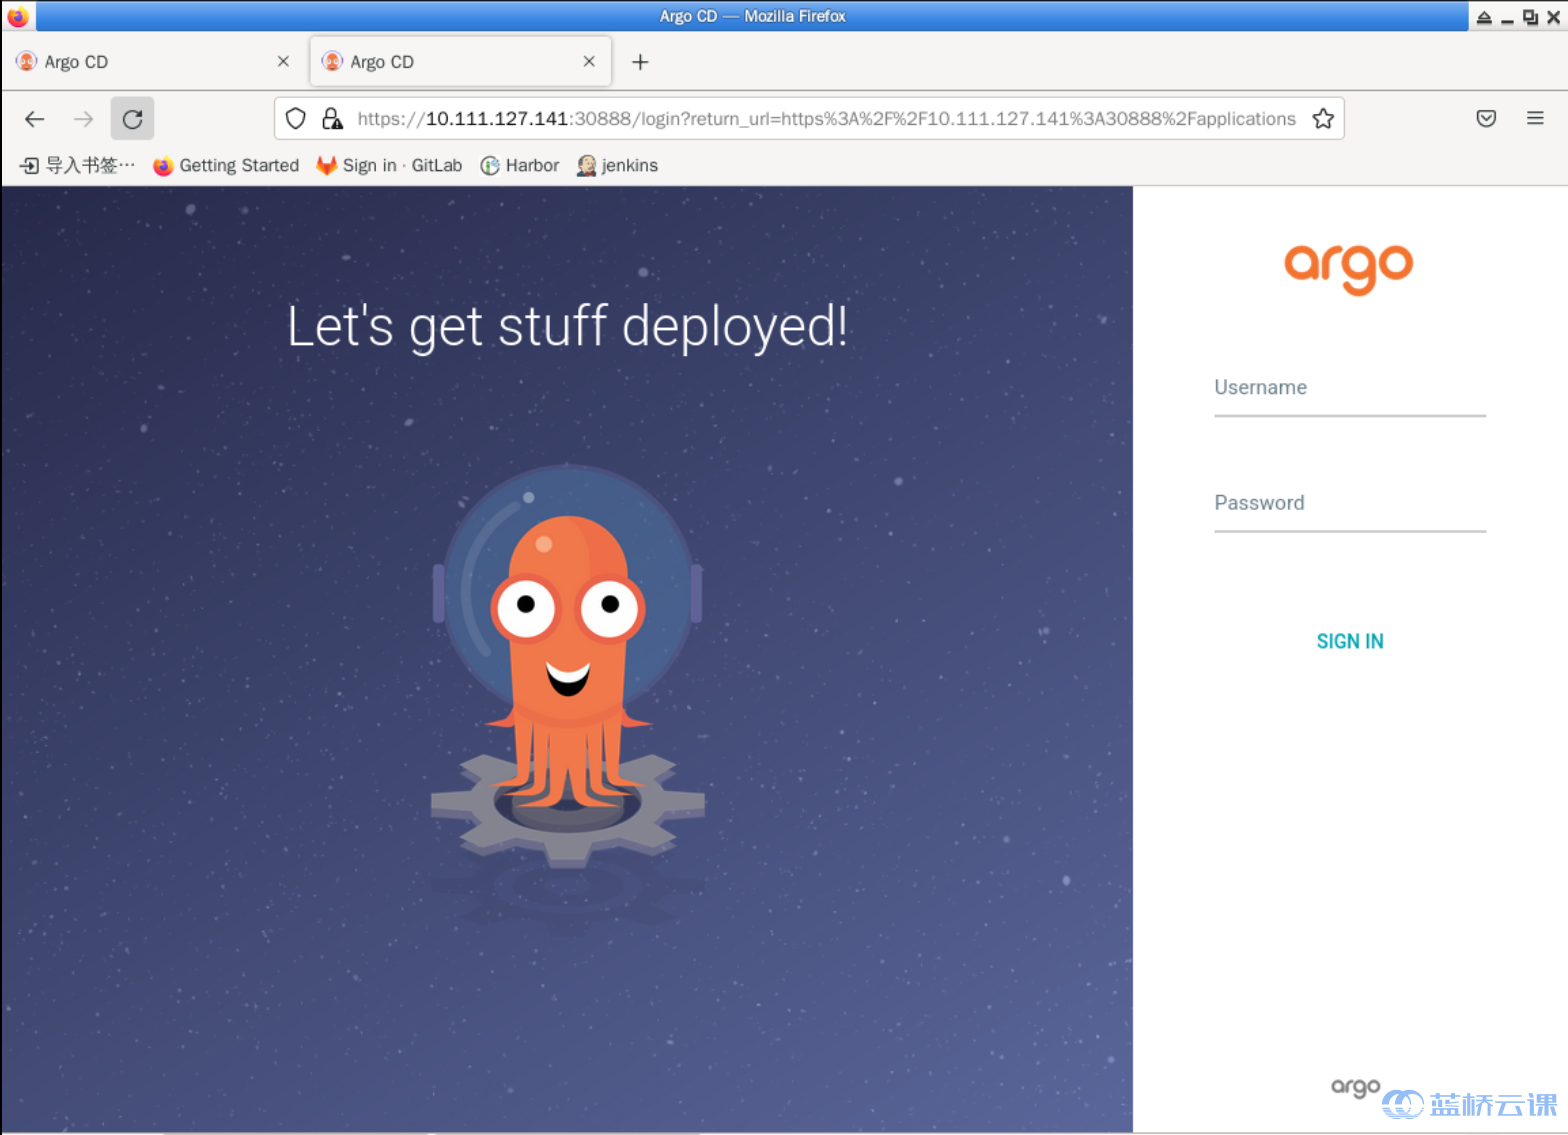 Argo CD — Mozilla Firefox
Argo CD
Argo CD
https://10.111.127.141:30888/login?return_url=https%3A%2F%2F10.111.127.141%3A30888%2Fapplications
导入书签…
Getting Started
Sign in · GitLab
Harbor
jenkins
Let's get stuff deployed!
argo
Username
Password
SIGN IN
argo
蓝桥云课